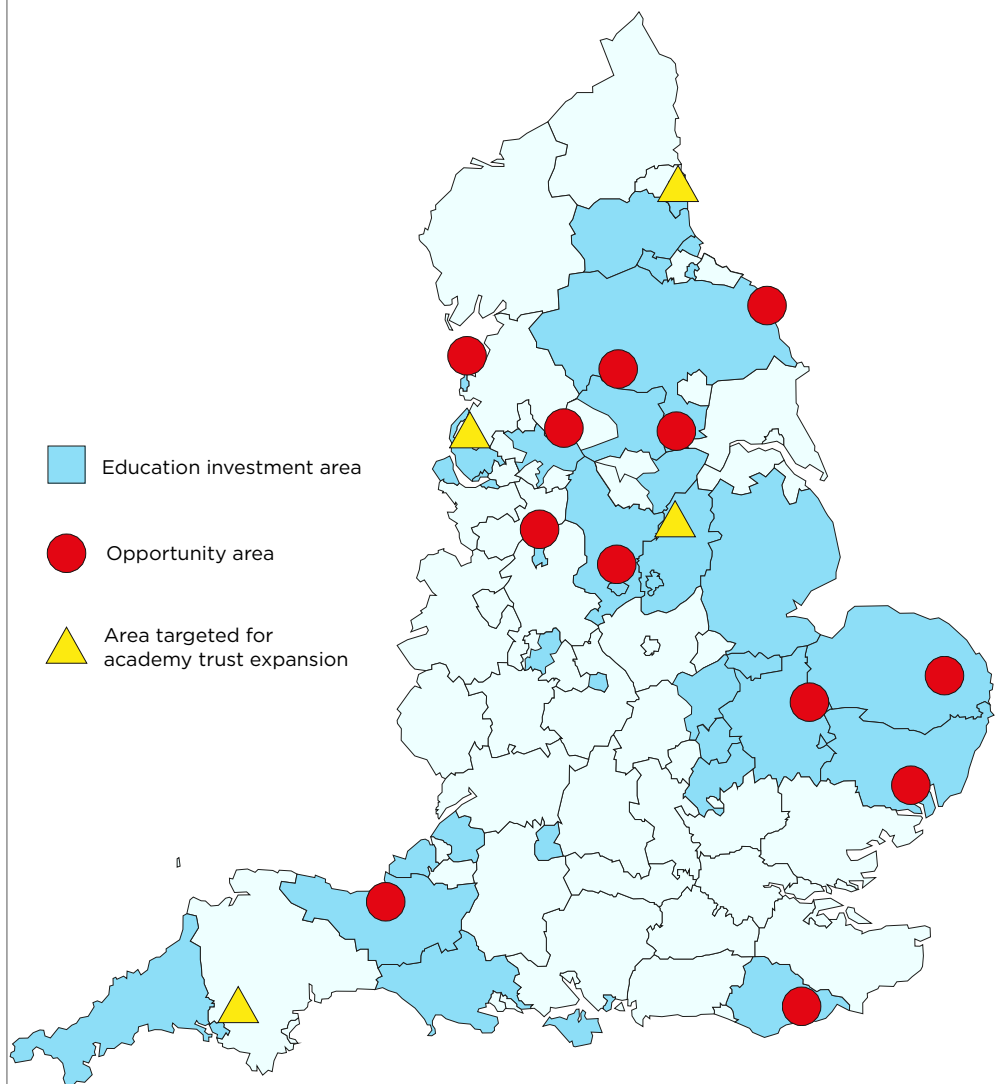 Education investment area
Opportunity area
Area targeted for
academy trust expansion